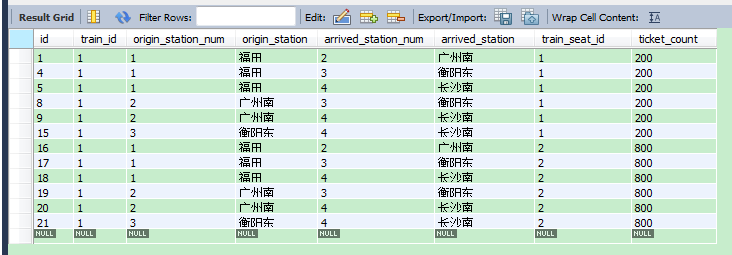 Result Grid Filter Rows: Edit: Export/Import: Wrap Cell Content:
id train_id origin_station_num origin_station arrived_station_num arrived_station train_seat_id ticket_count
1 1 1 福田 2 广州南 1 200
4 1 1 福田 3 衡阳东 1 200
5 1 1 福田 4 长沙南 1 200
8 1 2 广州南 3 衡阳东 1 200
9 1 2 广州南 4 长沙南 1 200
15 1 3 衡阳东 4 长沙南 1 200
16 1 1 福田 2 广州南 2 800
17 1 1 福田 3 衡阳东 2 800
18 1 1 福田 4 长沙南 2 800
19 1 2 广州南 3 衡阳东 2 800
20 1 2 广州南 4 长沙南 2 800
21 1 3 衡阳东 4 长沙南 2 800
NULL NULL NULL NULL NULL NULL NULL NULL